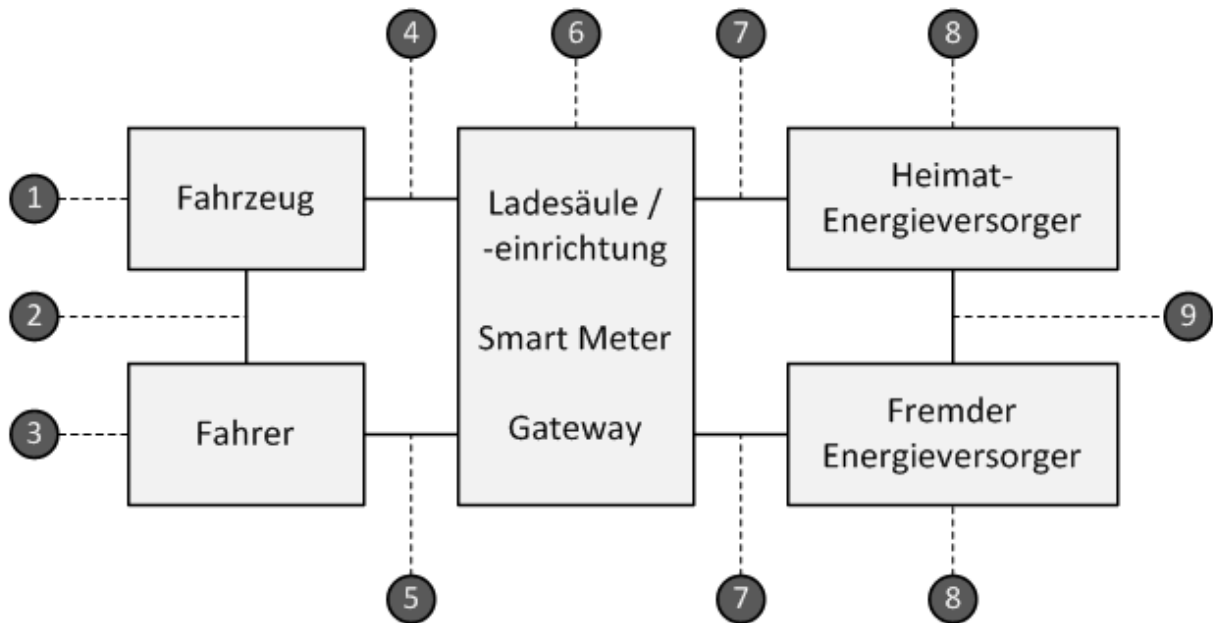 4
6
7
8
1
Fahrzeug
Ladesäule /
-einrichtung
Smart Meter
Gateway
Heimat-
Energieversorger
2
9
3
Fahrer
Fremder
Energieversorger
5
7
8